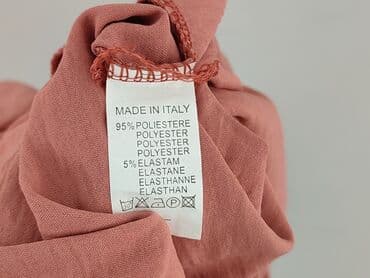 MADE IN ITALY
95% POLIESTERE
POLYESTER
POLYESTER
POLYESTER
5% ELASTAM
ELASTANE
ELASTHANNE
ELASTHAN